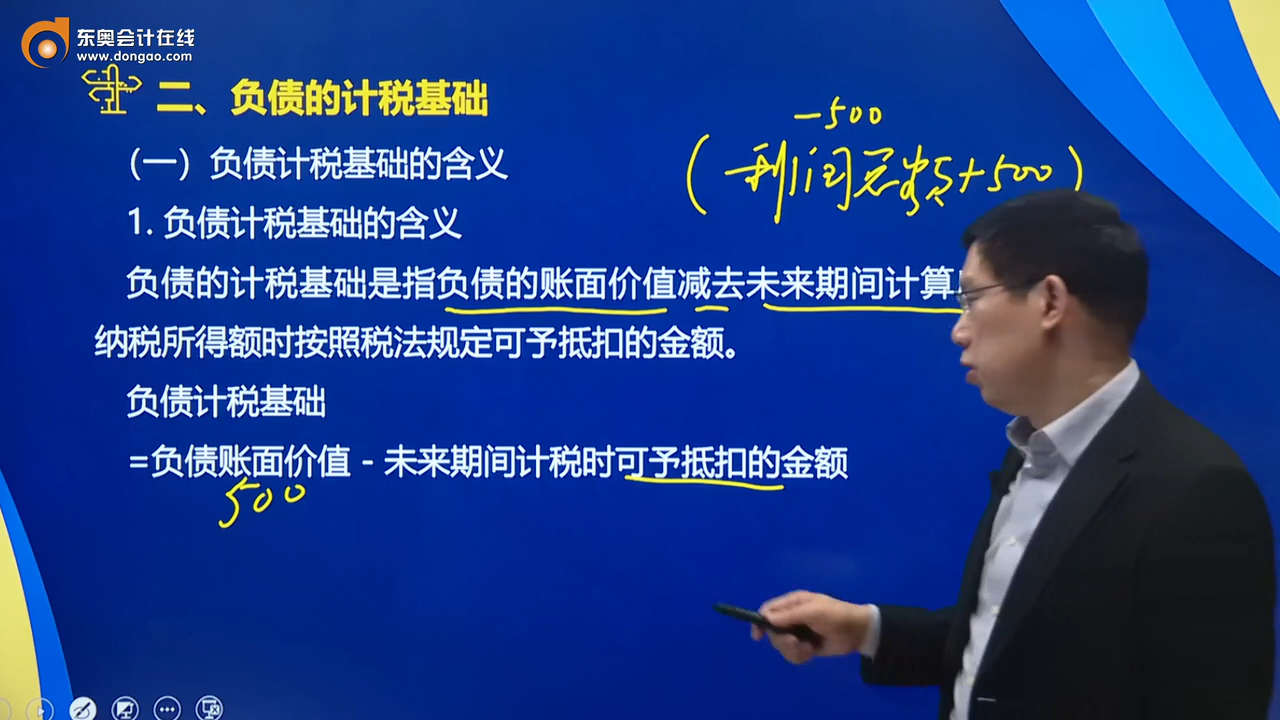 东奥会计在线
www.dongao.com
二、负债的计税基础
-500
（一）负债计税基础的含义
(利润总额+500)
1. 负债计税基础的含义
负债的计税基础是指负债的账面价值减去未来期间计算
纳税所得额时按照税法规定可予抵扣的金额。
负债计税基础
=负债账面价值 - 未来期间计税时可予抵扣的金额
500